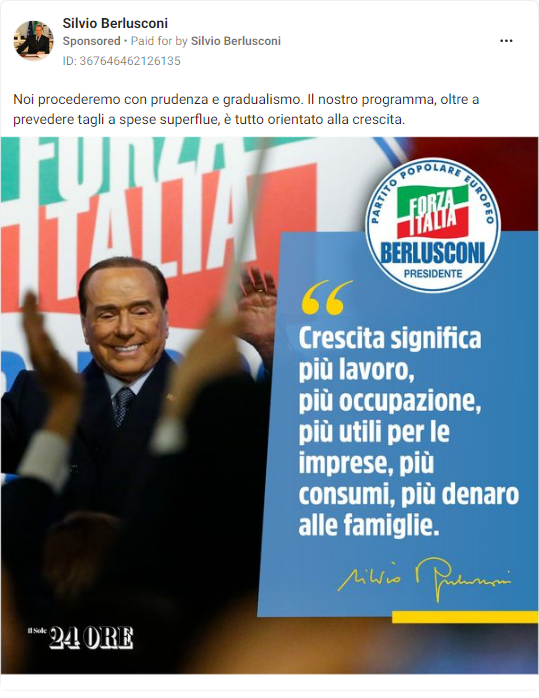 Silvio Berlusconi
Sponsored • Paid for by Silvio Berlusconi
ID: 367646462126135
Noi procederemo con prudenza e gradualismo. Il nostro programma, oltre a
prevedere tagli a spese superflue, è tutto orientato alla crescita.
FORZA
ITALIA
PARTITO POPOLARE EUROPEO
FORZA
ITALIA
BERLUSCONI
PRESIDENTE
“
Crescita significa
più lavoro,
più occupazione,
più utili per le
imprese, più
consumi, più denaro
alle famiglie.
Silvio Berlusconi
Il Sole 24 ORE